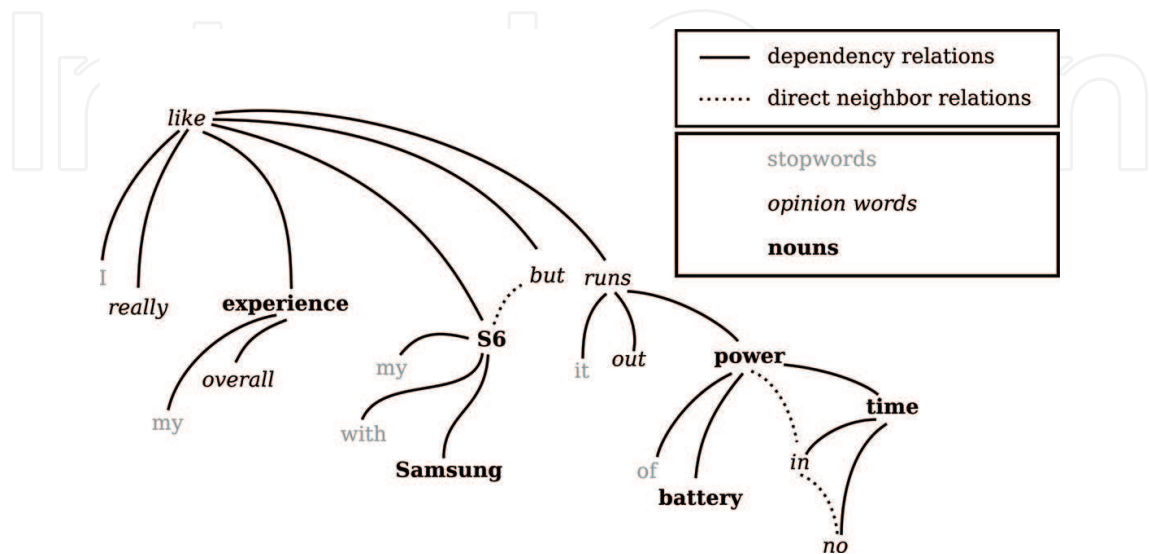 dependency relations
direct neighbor relations
stopwords
opinion words
nouns
like
I
really
experience
my
overall
but
runs
S6
my
with
Samsung
it
out
power
of
battery
time
in
no